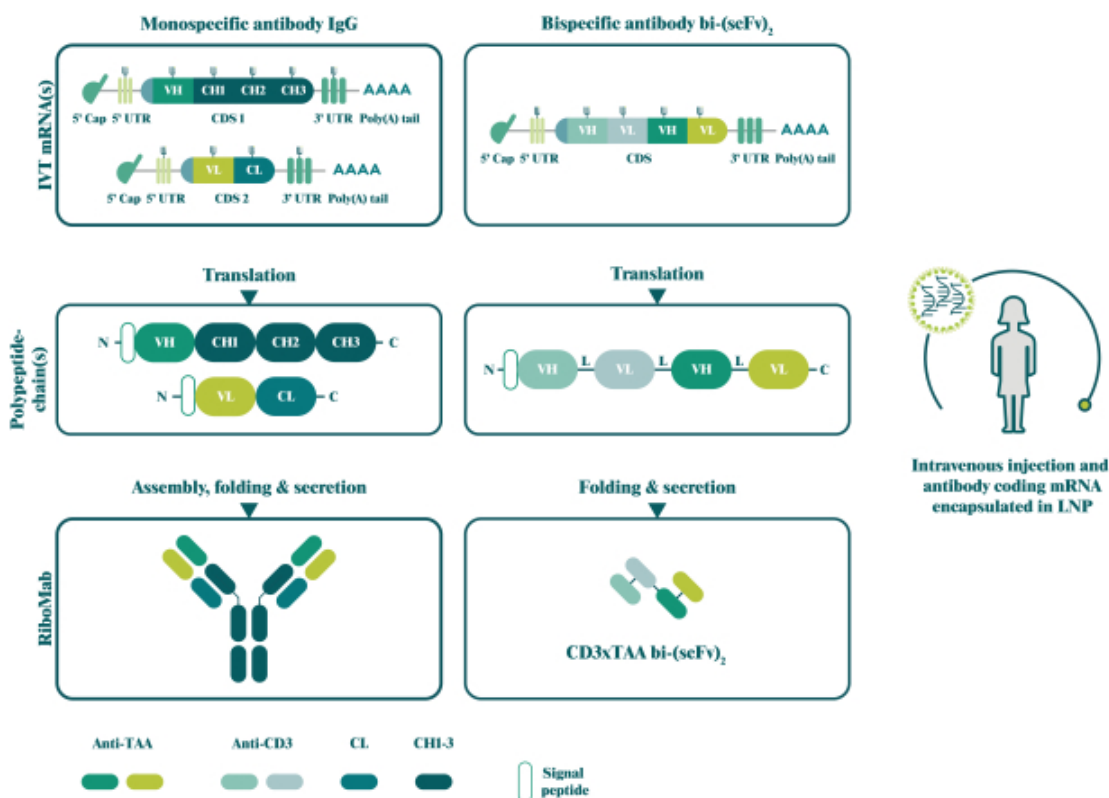 Monospecific antibody IgG
Bispecific antibody bi-(scFv)2
IVT mRNA(s)
VH CH1 CH2 CH3 AAAA
5' Cap 5' UTR CDS 1 3' UTR Poly(A) tail
VL CL AAAA
5' Cap 5' UTR CDS 2 3' UTR Poly(A) tail
VH VL VH VL AAAA
5' Cap 5' UTR CDS 3' UTR Poly(A) tail
Translation
Translation
Polypeptide-
chain(s)
N VH CH1 CH2 CH3 C
N VL CL C
N VH L VL L VH L VL C
Intravenous injection and
antibody coding mRNA
encapsulated in LNP
Assembly, folding & secretion
Folding & secretion
RiboMab
CD3xTAA bi-(scFv)2
Anti-TAA Anti-CD3 CL CH1-3
Signal
peptide